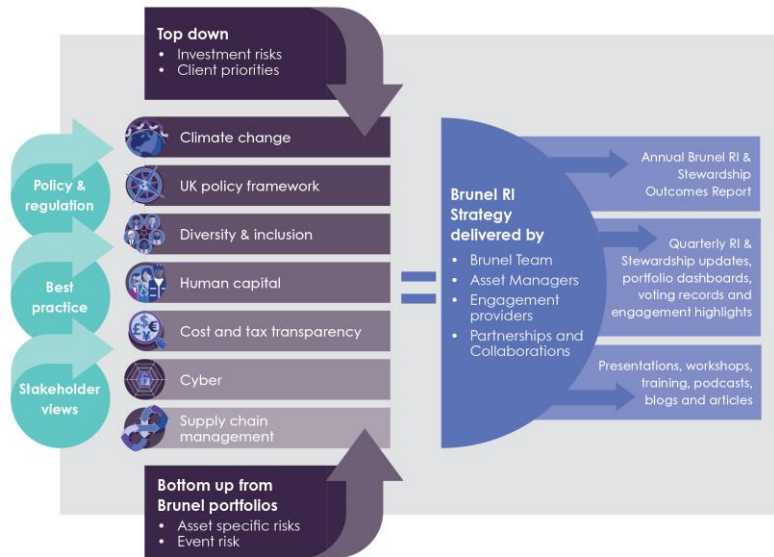 Top down
• Investment risks
• Client priorities
Policy &
regulation
Best
practice
Stakeholder
views
Climate change
UK policy framework
Diversity & inclusion
Human capital
Cost and tax transparency
Cyber
Supply chain
management
Bottom up from
Brunel portfolios
• Asset specific risks
• Event risk
=
Brunel RI
Strategy
delivered by
• Brunel Team
• Asset Managers
• Engagement
providers
• Partnerships and
Collaborations
Annual Brunel RI &
Stewardship
Outcomes Report
Quarterly RI &
Stewardship updates,
portfolio dashboards,
voting records and
engagement highlights
Presentations, workshops,
training, podcasts,
blogs and articles